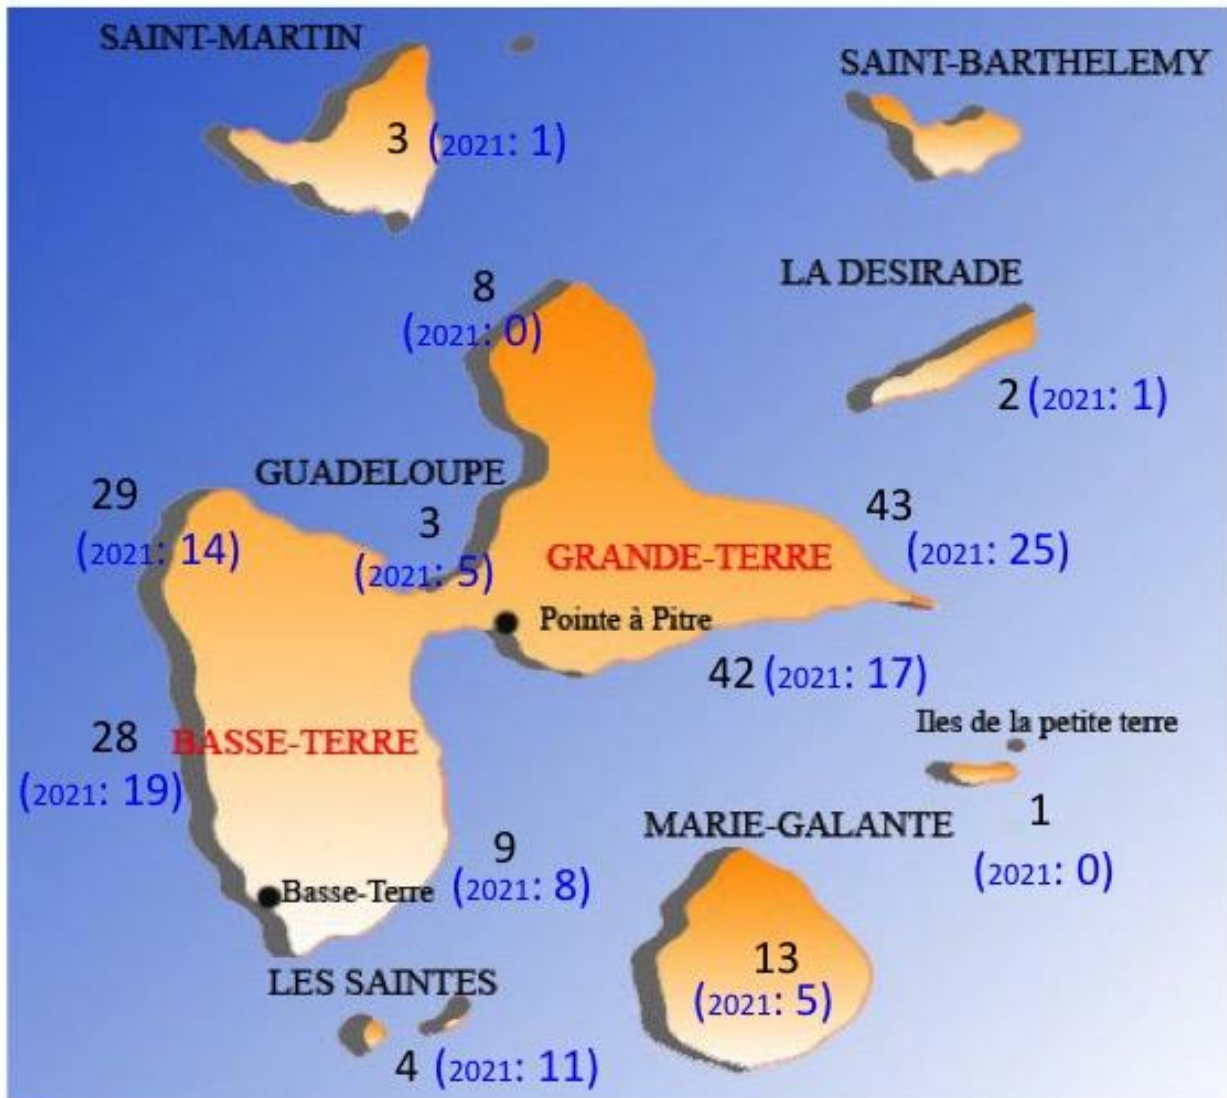 SAINT-MARTIN
SAINT-BARTHELEMY
3 (2021: 1)
LA DESIRADE
8
(2021: 0)
2 (2021: 1)
GUADELOUPE
29
(2021: 14)
3
(2021: 5)
43
(2021: 25)
GRANDE-TERRE
Pointe à Pitre
42 (2021: 17)
28
(2021: 19)
BASSE-TERRE
Iles de la petite terre
1
(2021: 0)
MARIE-GALANTE
9
(2021: 8)
Basse-Terre
13
(2021: 5)
LES SAINTES
4 (2021: 11)